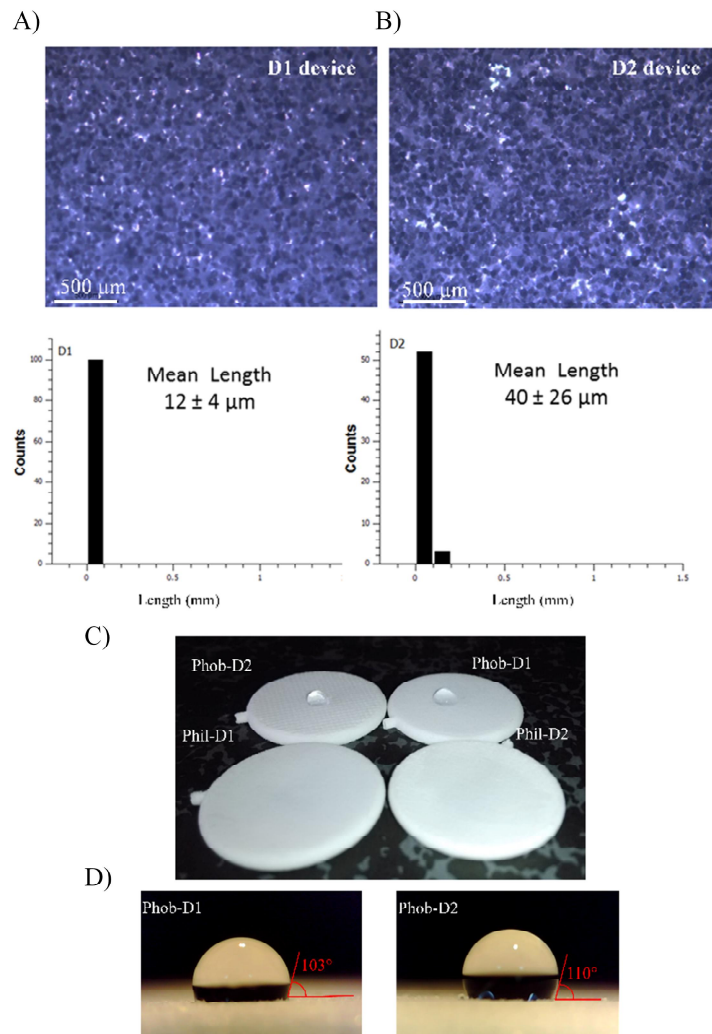 A)
B)
D1 device
D2 device
500 µm
500 µm
D1
Mean Length
12 ± 4 µm
100
80
60
40
20
0
Counts
0
0.5
1
Length (mm)
D2
Mean Length
40 ± 26 µm
50
40
30
20
10
0
Counts
0
0.5
1
1.5
Length (mm)
C)
Phob-D2
Phob-D1
Phil-D1
Phil-D2
D)
Phob-D1
103°
Phob-D2
110°